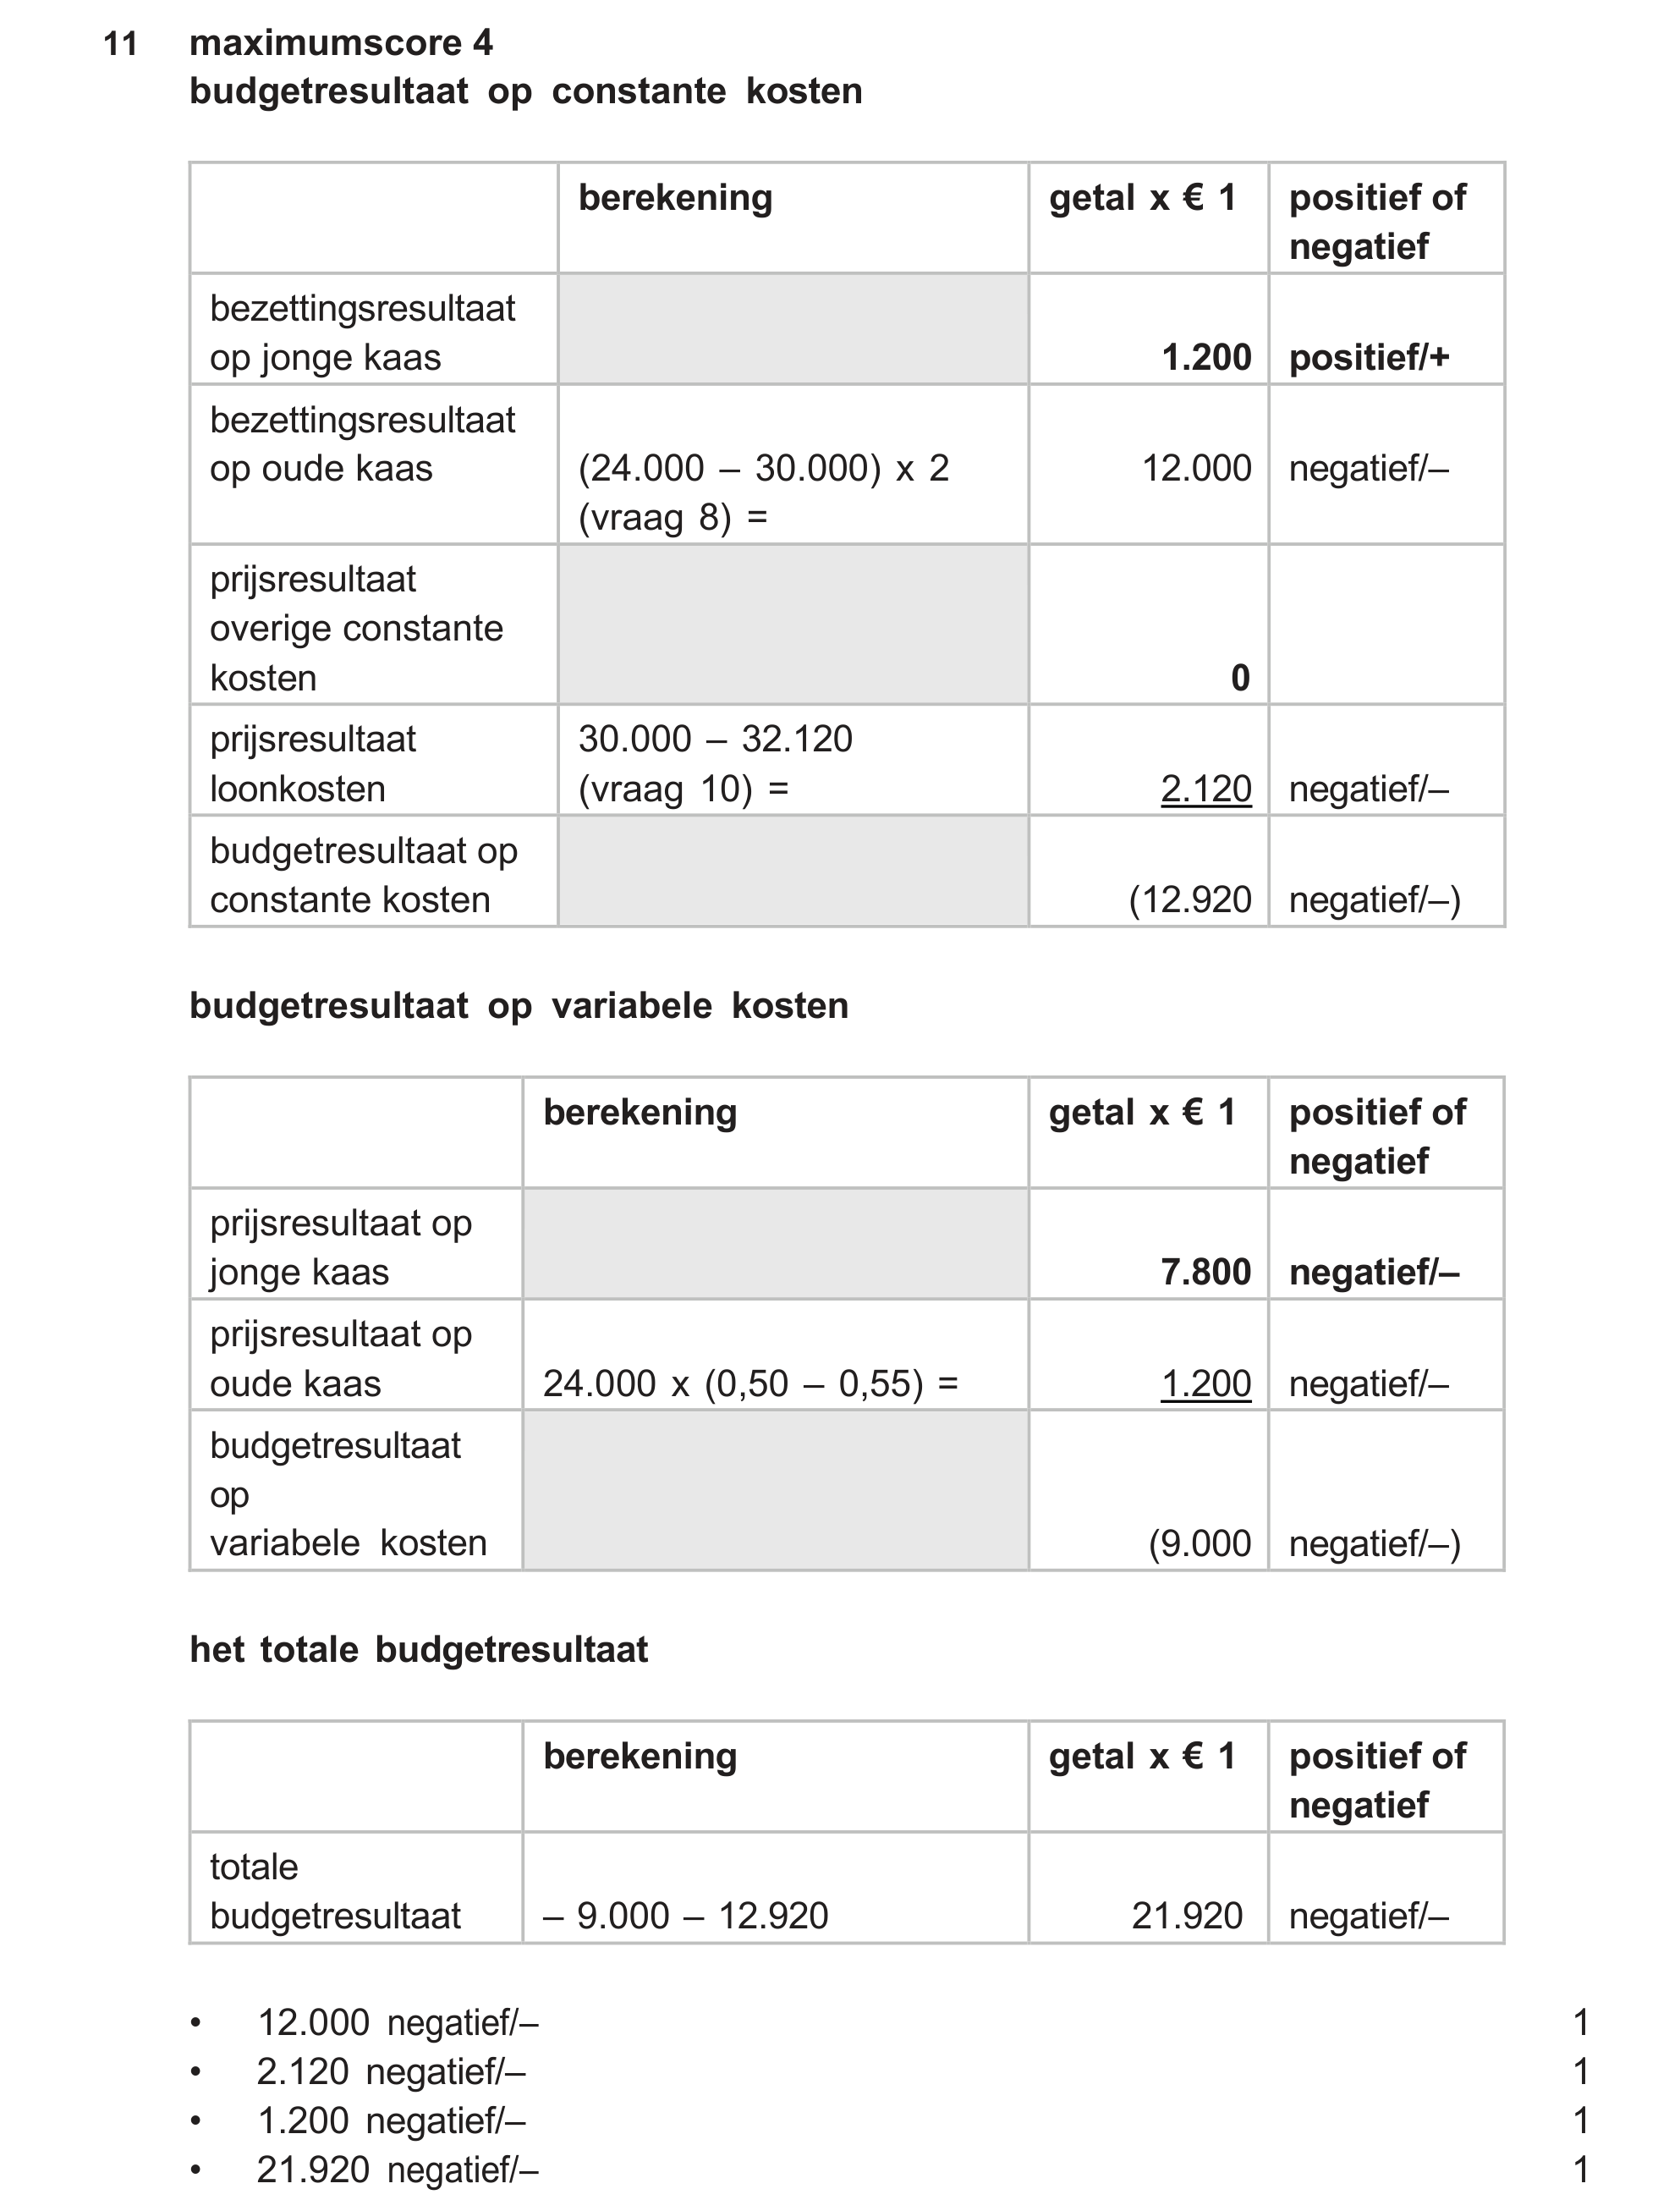 11 maximumscore 4
budgetresultaat op constante kosten
berekening getal x € 1 positief of
negatief
bezettingsresultaat
op jonge kaas 1.200 positief/+
bezettingsresultaat
op oude kaas (24.000 – 30.000) x 2 12.000 negatief/–
(vraag 8) =
prijsresultaat
overige constante
kosten 0
prijsresultaat 30.000 – 32.120
loonkosten (vraag 10) = 2.120 negatief/–
budgetresultaat op
constante kosten (12.920 negatief/–)
budgetresultaat op variabele kosten
berekening getal x € 1 positief of
negatief
prijsresultaat op
jonge kaas 7.800 negatief/–
prijsresultaat op
oude kaas 24.000 x (0,50 – 0,55) = 1.200 negatief/–
budgetresultaat
op
variabele kosten (9.000 negatief/–)
het totale budgetresultaat
berekening getal x € 1 positief of
negatief
totale
budgetresultaat – 9.000 – 12.920 21.920 negatief/–
• 12.000 negatief/– 1
• 2.120 negatief/– 1
• 1.200 negatief/– 1
• 21.920 negatief/– 1